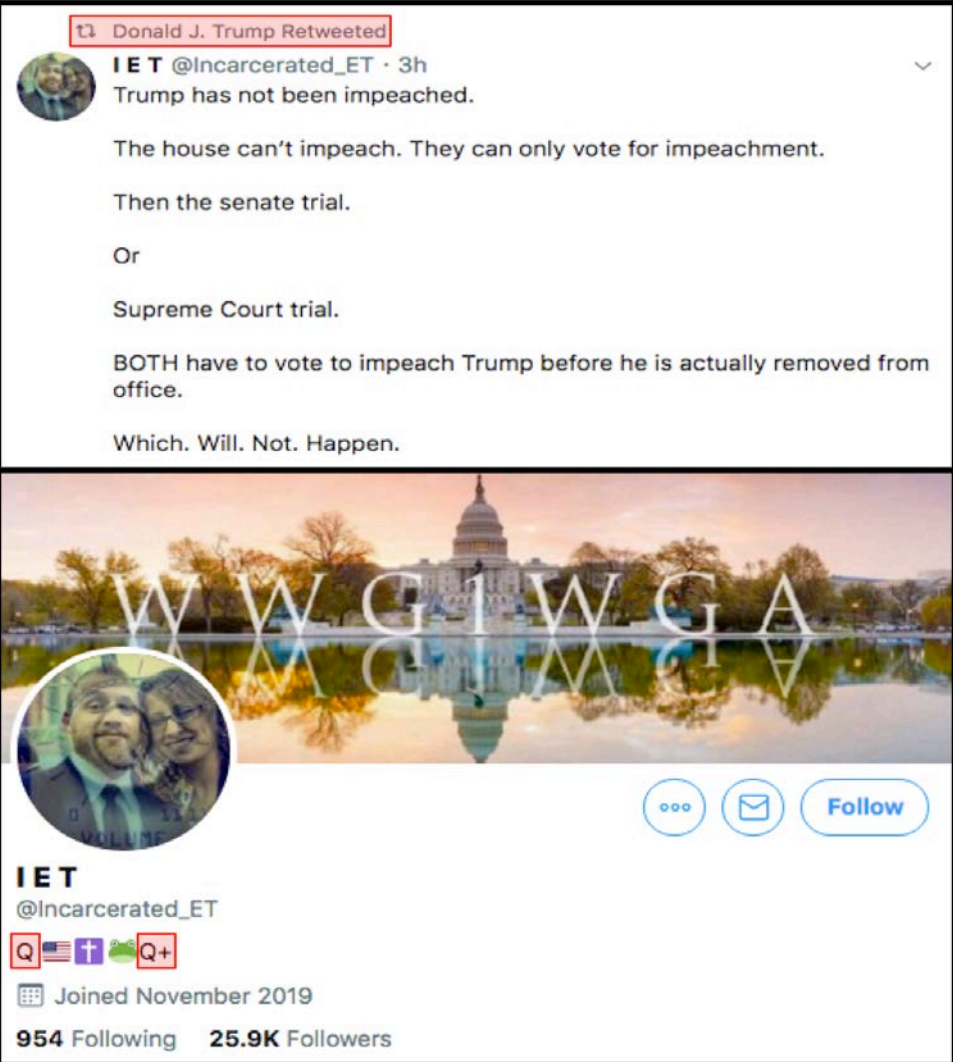 Donald J. Trump Retweeted
I E T @Incarcerated_ET · 3h
Trump has not been impeached.
The house can't impeach. They can only vote for impeachment.
Then the senate trial.
Or
Supreme Court trial.
BOTH have to vote to impeach Trump before he is actually removed from
office.
Which. Will. Not. Happen.
W W G 1 W G A
VOLUME
Follow
I E T
@Incarcerated_ET
Q🇺🇸✝️🐸Q+
Joined November 2019
954 Following 25.9K Followers